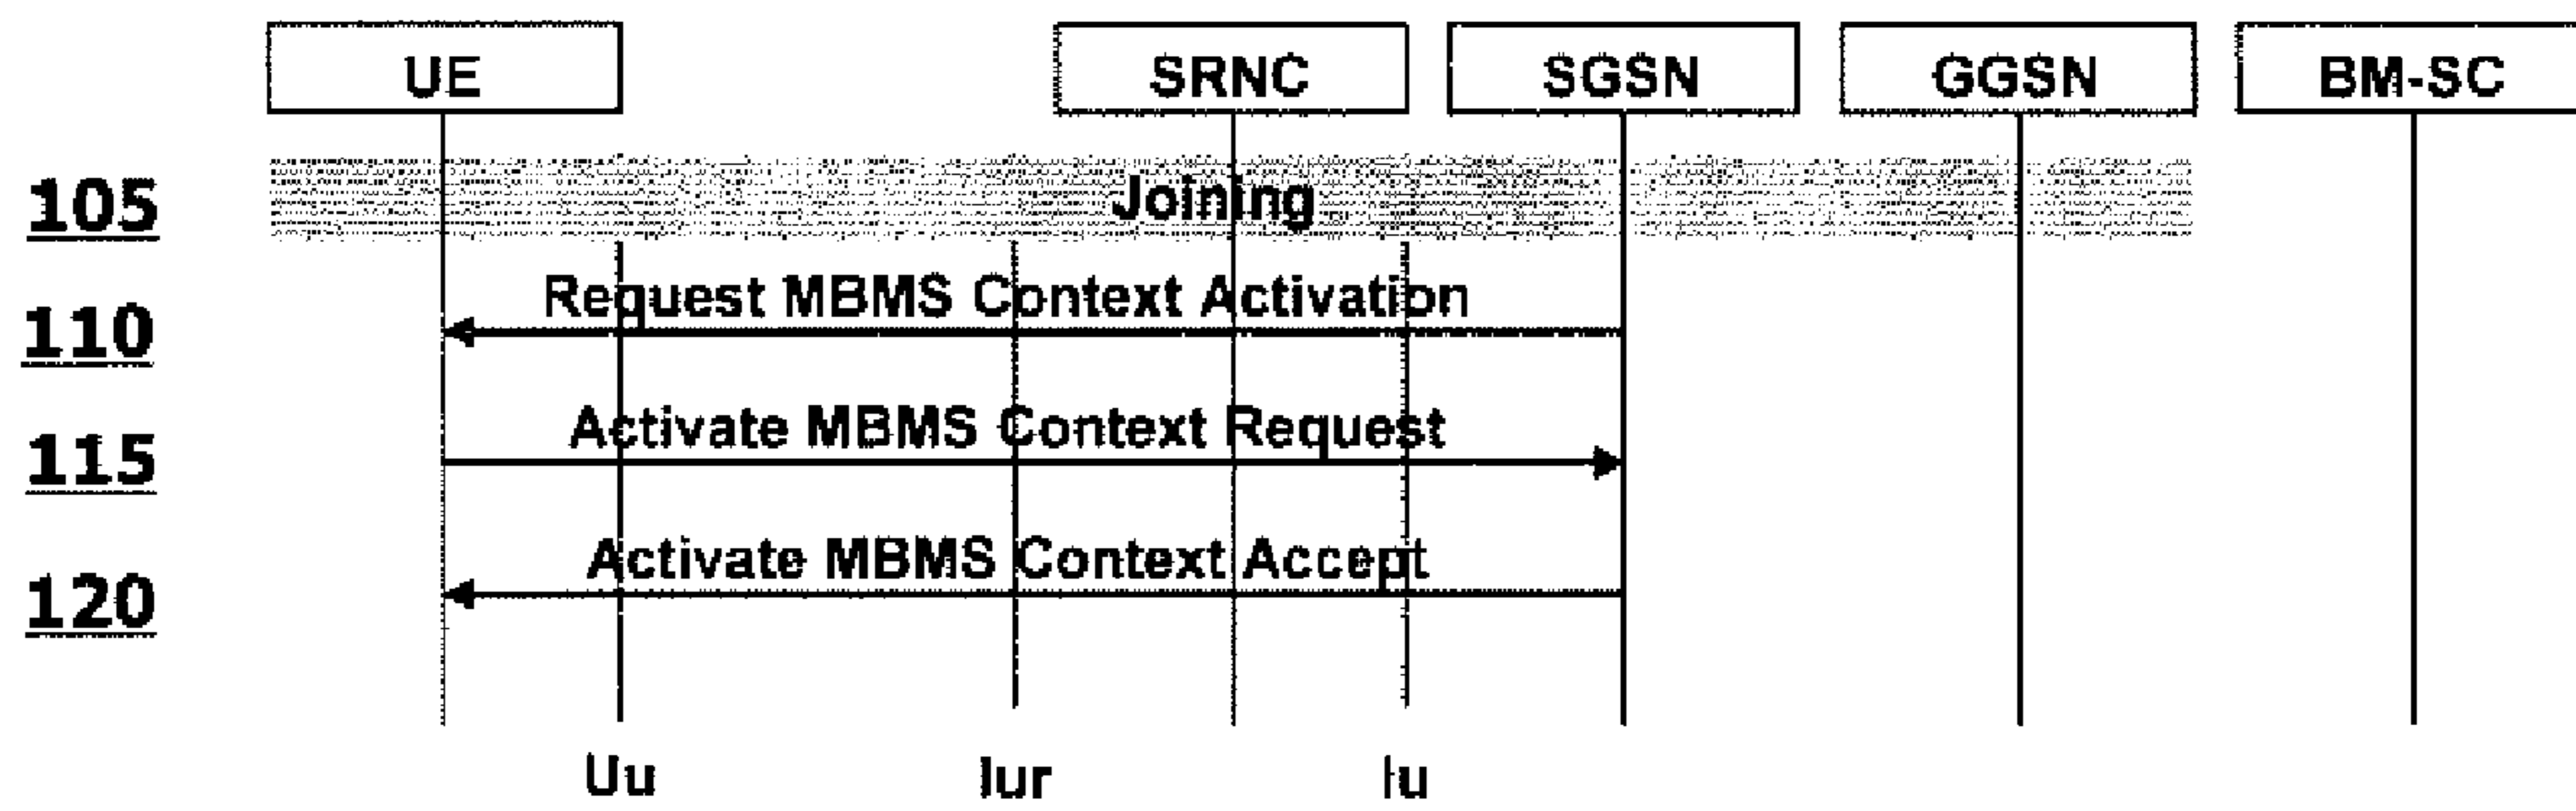 UE SRNC SGSN GGSN BM-SC
105 Joining
110 Request MBMS Context Activation
115 Activate MBMS Context Request
120 Activate MBMS Context Accept
Uu Iur Iu